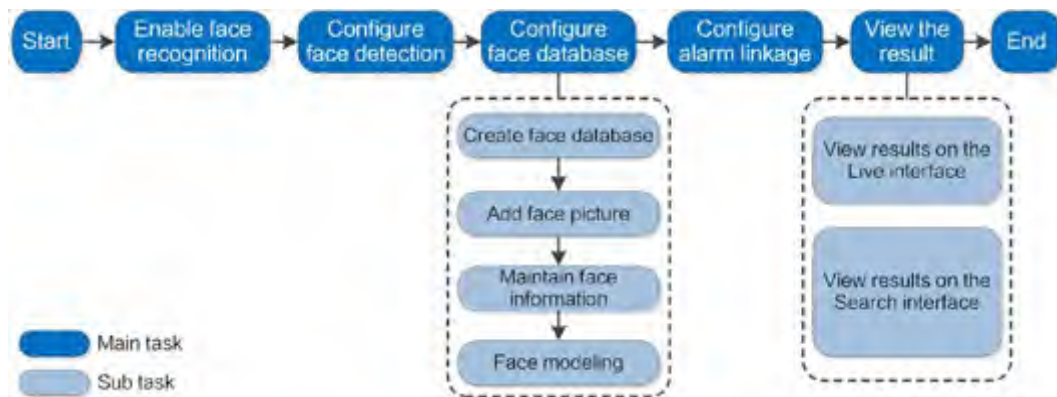 Start
Enable face
recognition
Configure
face detection
Configure
face database
Configure
alarm linkage
View the
result
End
Create face database
Add face picture
Maintain face
information
Face modeling
View results on the
Live interface
View results on the
Search interface
Main task
Sub task